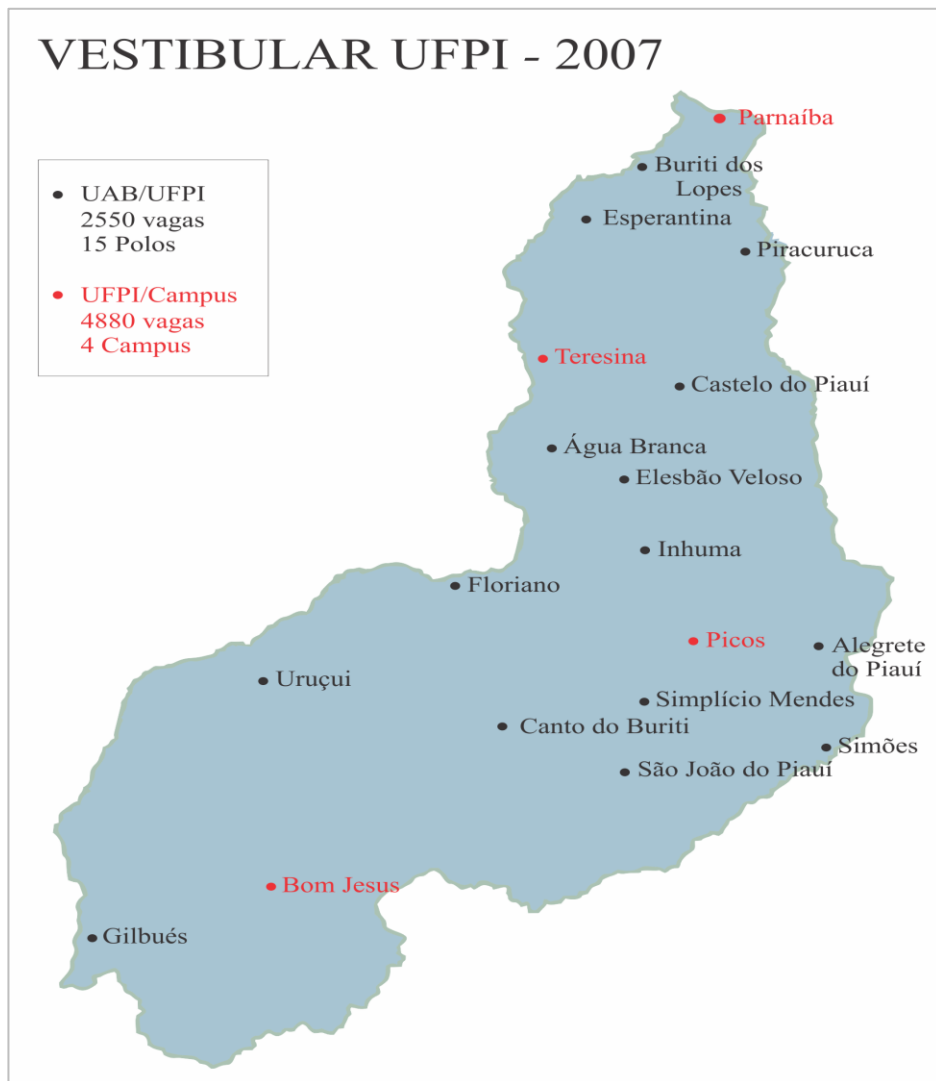 VESTIBULAR UFPI - 2007
UAB/UFPI
2550 vagas
15 Polos
UFPI/Campus
4880 vagas
4 Campus
Parnaíba
Buriti dos
Lopes
Esperantina
Piracuruca
Teresina
Castelo do Piauí
Água Branca
Elesbão Veloso
Inhuma
Floriano
Picos
Alegrete
do Piauí
Uruçui
Simplício Mendes
Canto do Buriti
Simões
São João do Piauí
Bom Jesus
Gilbués